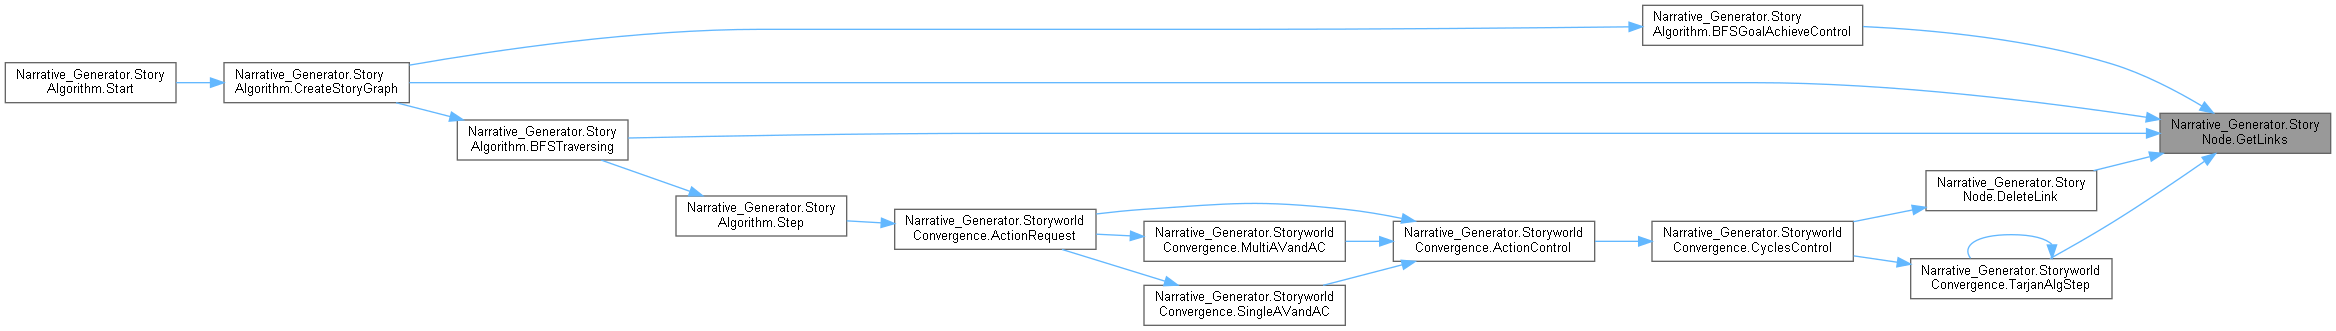 Narrative_Generator.Story
Algorithm.BFSGoalAchieveControl
Narrative_Generator.Story
Algorithm.Start
Narrative_Generator.Story
Algorithm.CreateStoryGraph
Narrative_Generator.Story
Algorithm.BFSTraversing
Narrative_Generator.Story
Node.GetLinks
Narrative_Generator.Story
Node.DeleteLink
Narrative_Generator.Story
Algorithm.Step
Narrative_Generator.Storyworld
Convergence.ActionRequest
Narrative_Generator.Storyworld
Convergence.MultiAVandAC
Narrative_Generator.Storyworld
Convergence.ActionControl
Narrative_Generator.Storyworld
Convergence.CyclesControl
Narrative_Generator.Storyworld
Convergence.TarjanAlgStep
Narrative_Generator.Storyworld
Convergence.SingleAVandAC